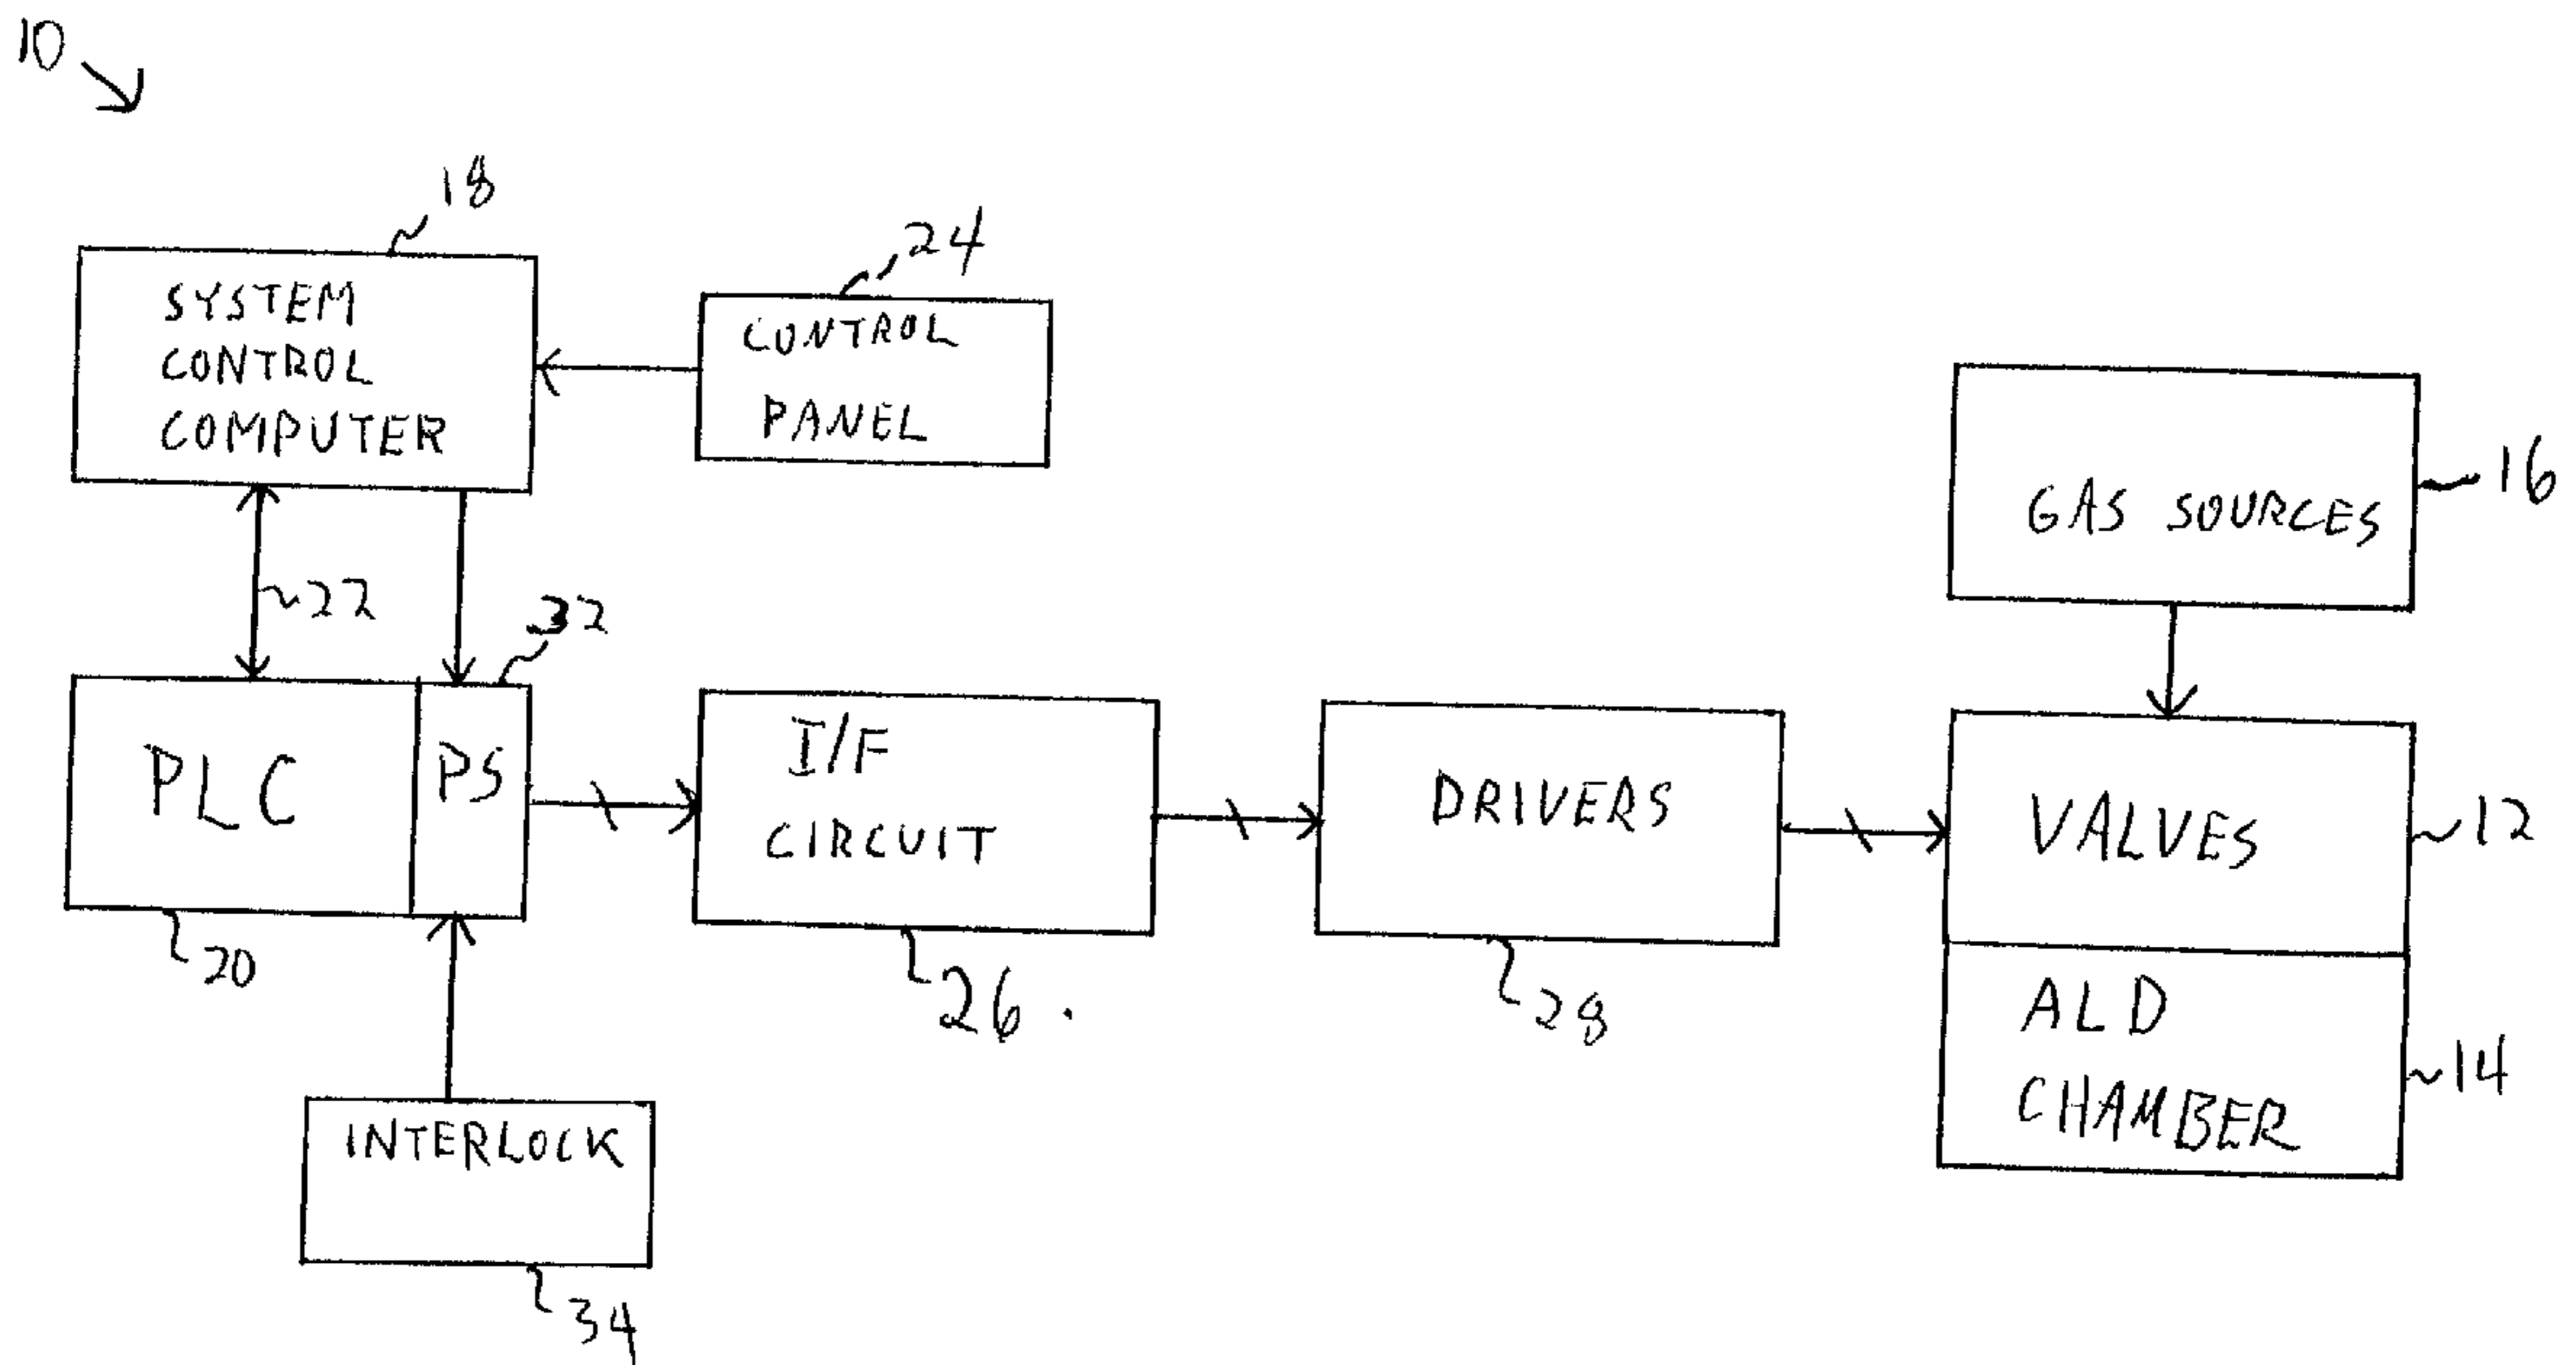 10
18
24
SYSTEM
CONTROL
COMPUTER
CONTROL
PANEL
16
GAS SOURCES
22
32
PLC
PS
I/F
CIRCUIT
DRIVERS
VALVES
12
20
26.
28
ALD
CHAMBER
14
INTERLOCK
34